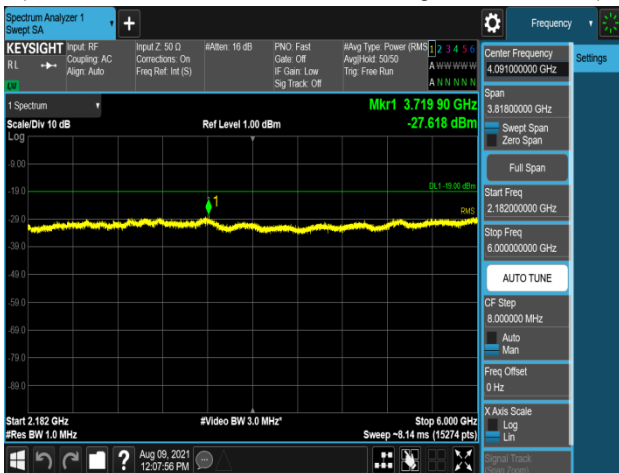 Spectrum Analyzer 1
Swept SA
+
Frequency
KEYSIGHT
RL
Input: RF
Coupling: AC
Align: Auto
Input Z: 50 Ω
Corrections: On
Freq Ref: Int (S)
#Atten: 16 dB
PNO: Fast
Gate: Off
IF Gain: Low
Sig Track: Off
#Avg Type: Power (RMS
Avg|Hold: 50/50
Trig: Free Run
1 2 3 4 5 6
A W W W W W
A N N N N N
1 Spectrum
Scale/Div 10 dB
Log
Ref Level 1.00 dBm
Mkr1 3.719 90 GHz
-27.618 dBm
-9.00
-19.0
-29.0
-39.0
-49.0
-59.0
-69.0
-79.0
-89.0
DL1 -19.00 dBm
1
RMS
Start 2.182 GHz
#Res BW 1.0 MHz
#Video BW 3.0 MHz*
Stop 6.000 GHz
Sweep ~8.14 ms (15274 pts)
Aug 09, 2021
12:07:56 PM
?
Center Frequency
4.091000000 GHz
Span
3.81800000 GHz
Swept Span
Zero Span
Full Span
Start Freq
2.182000000 GHz
Stop Freq
6.000000000 GHz
AUTO TUNE
CF Step
8.000000 MHz
Auto
Man
Freq Offset
0 Hz
X Axis Scale
Log
Lin
Signal Track
(Span Zoom)
Settings